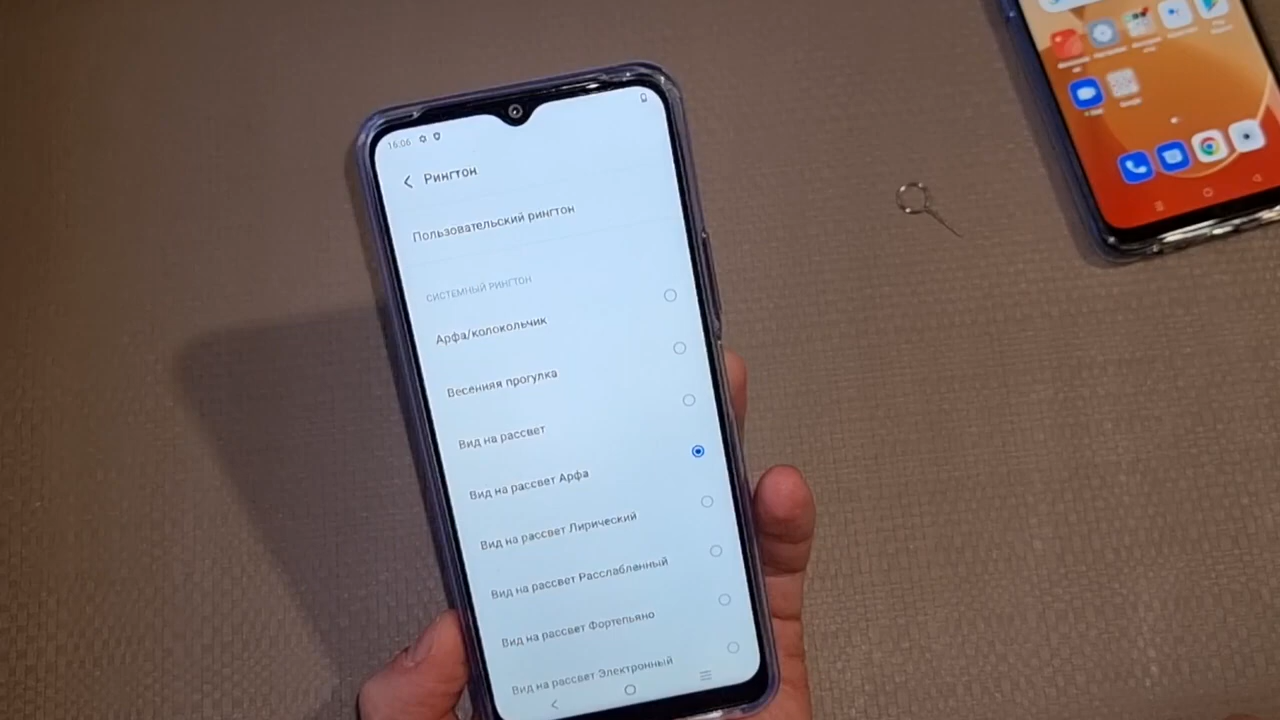 16:06
Рингтон
Пользовательский рингтон
СИСТЕМНЫЙ РИНГТОН
Арфа/колокольчик
Весенняя прогулка
Вид на рассвет
Вид на рассвет Арфа
Вид на рассвет Лирический
Вид на рассвет Расслабленный
Вид на рассвет Фортепьяно
Вид на рассвет Электронный